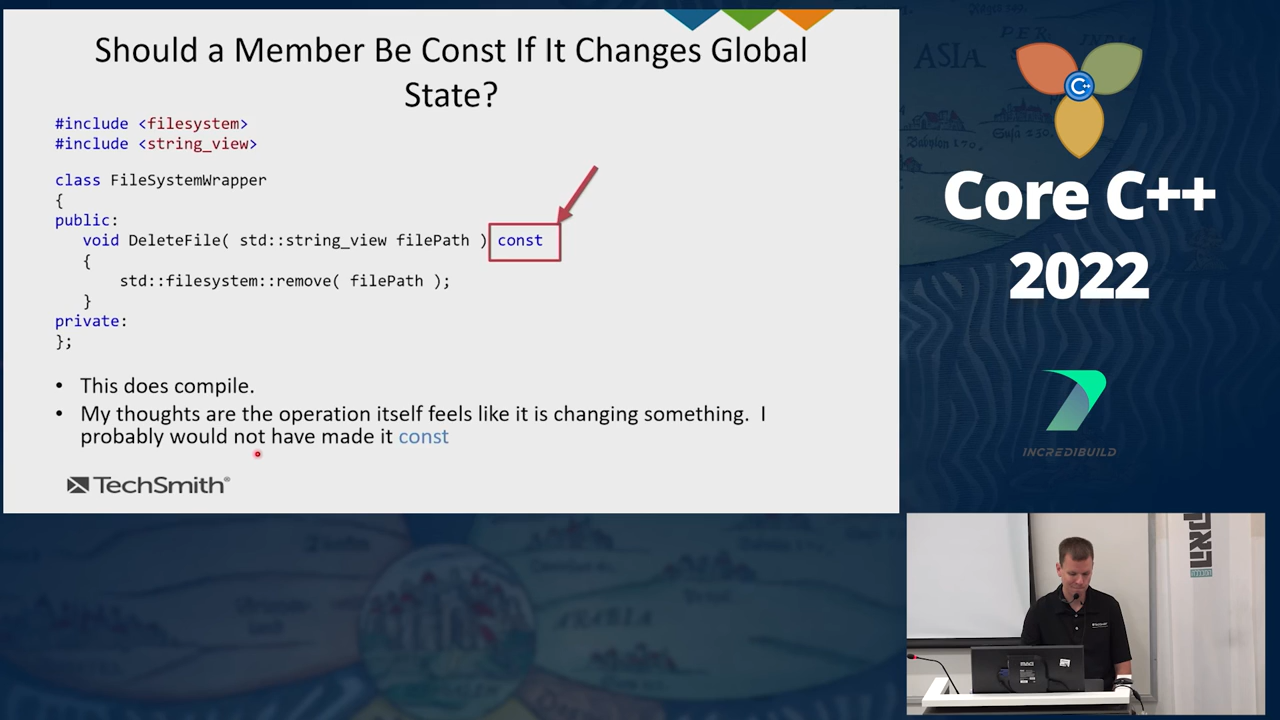 Should a Member Be Const If It Changes Global
State?
#include <filesystem>
#include <string_view>
class FileSystemWrapper
{
public:
void DeleteFile( std::string_view filePath ) const
{
std::filesystem::remove( filePath );
}
private:
};
• This does compile.
• My thoughts are the operation itself feels like it is changing something. I
probably would not have made it const
TechSmith®
C++
Core C++
2022
INCREDIBUILD
ASIA
ARABIA
האק